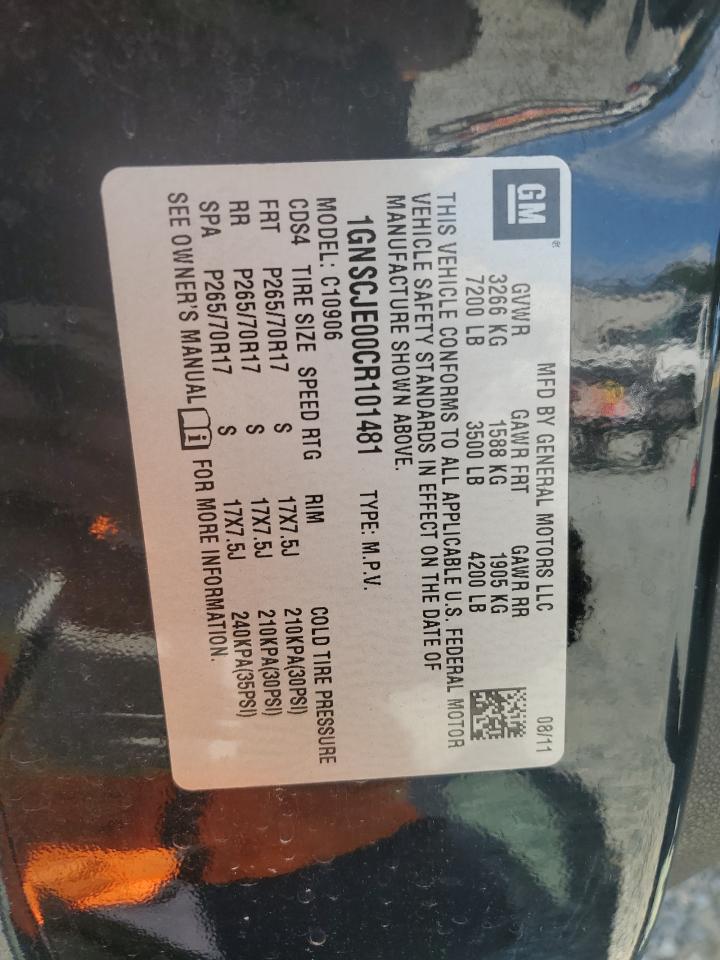 GM®
MFD BY GENERAL MOTORS LLC 08/11
GVWR GAWR FRT GAWR RR
3266 KG 1588 KG 1905 KG
7200 LB 3500 LB 4200 LB
THIS VEHICLE CONFORMS TO ALL APPLICABLE U.S. FEDERAL MOTOR
VEHICLE SAFETY STANDARDS IN EFFECT ON THE DATE OF
MANUFACTURE SHOWN ABOVE.
1GNSCJE00CR101481 TYPE: M.P.V.
MODEL: C10906
CDS4 TIRE SIZE SPEED RTG RIM COLD TIRE PRESSURE
FRT P265/70R17 S 17X7.5J 210KPA(30PSI)
RR P265/70R17 S 17X7.5J 210KPA(30PSI)
SPA P265/70R17 S 17X7.5J 240KPA(35PSI)
SEE OWNER'S MANUAL i FOR MORE INFORMATION.